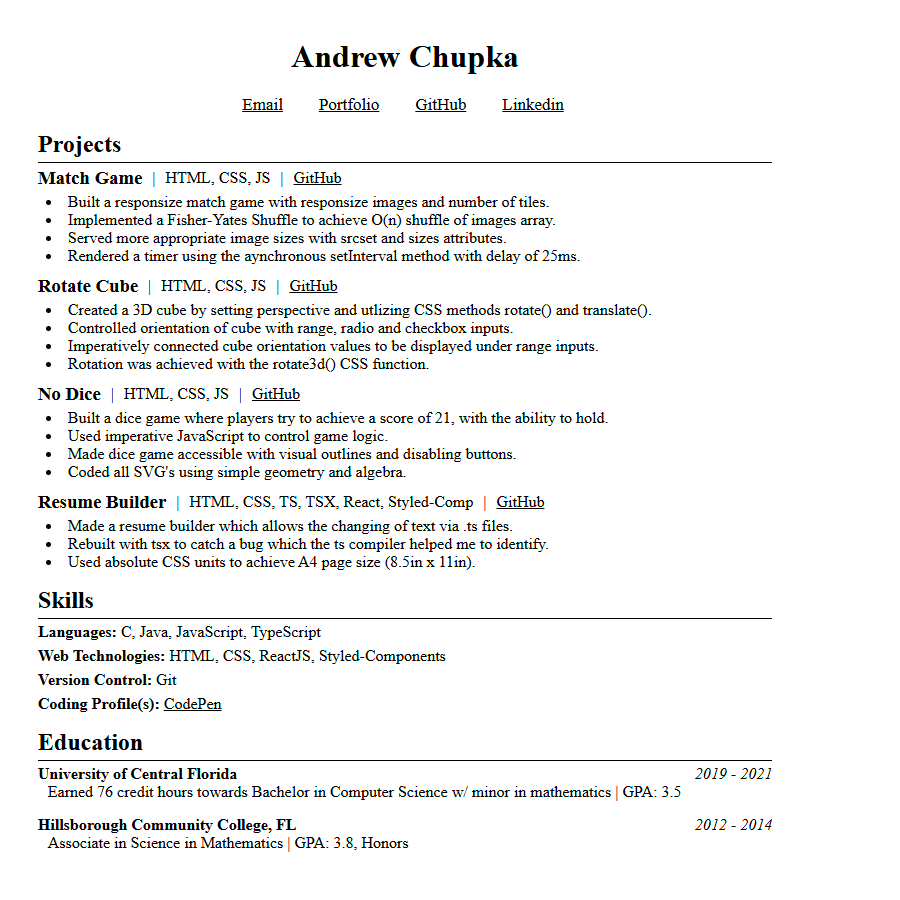 Andrew Chupka
Email Portfolio GitHub Linkedin
Projects
Match Game | HTML, CSS, JS | GitHub
• Built a responsize match game with responsize images and number of tiles.
• Implemented a Fisher-Yates Shuffle to achieve O(n) shuffle of images array.
• Served more appropriate image sizes with srcset and sizes attributes.
• Rendered a timer using the aynchronous setInterval method with delay of 25ms.
Rotate Cube | HTML, CSS, JS | GitHub
• Created a 3D cube by setting perspective and utlizing CSS methods rotate() and translate().
• Controlled orientation of cube with range, radio and checkbox inputs.
• Imperatively connected cube orientation values to be displayed under range inputs.
• Rotation was achieved with the rotate3d() CSS function.
No Dice | HTML, CSS, JS | GitHub
• Built a dice game where players try to achieve a score of 21, with the ability to hold.
• Used imperative JavaScript to control game logic.
• Made dice game accessible with visual outlines and disabling buttons.
• Coded all SVG's using simple geometry and algebra.
Resume Builder | HTML, CSS, TS, TSX, React, Styled-Comp | GitHub
• Made a resume builder which allows the changing of text via .ts files.
• Rebuilt with tsx to catch a bug which the ts compiler helped me to identify.
• Used absolute CSS units to achieve A4 page size (8.5in x 11in).
Skills
Languages: C, Java, JavaScript, TypeScript
Web Technologies: HTML, CSS, ReactJS, Styled-Components
Version Control: Git
Coding Profile(s): CodePen
Education
University of Central Florida 2019 - 2021
Earned 76 credit hours towards Bachelor in Computer Science w/ minor in mathematics | GPA: 3.5
Hillsborough Community College, FL 2012 - 2014
Associate in Science in Mathematics | GPA: 3.8, Honors